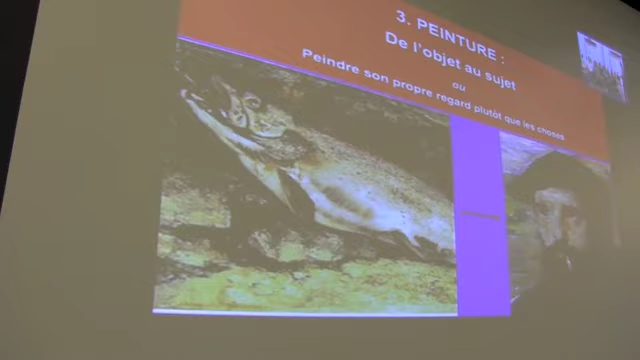 3. PEINTURE :
De l'objet au sujet
ou
Peindre son propre regard plutôt que les choses